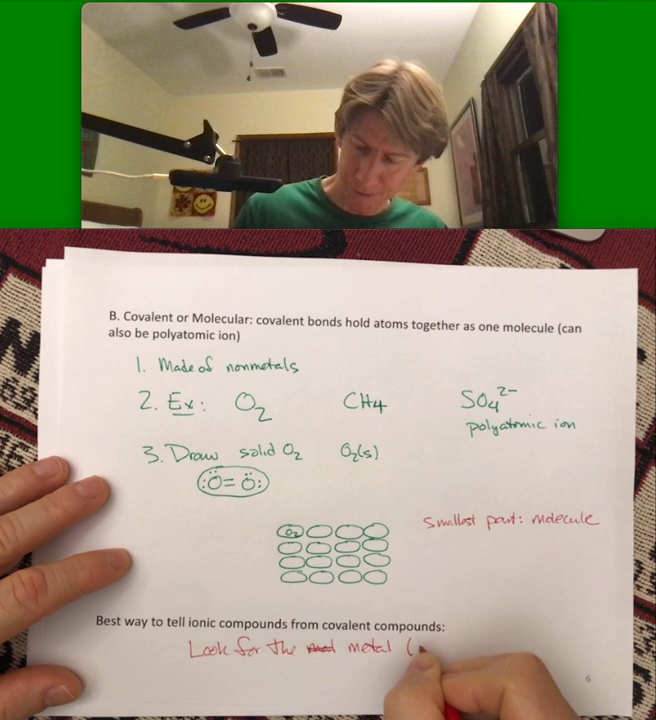 B. Covalent or Molecular: covalent bonds hold atoms together as one molecule (can
also be polyatomic ion)
1. Made of nonmetals
2. Ex: O₂ CH4 SO₄²⁻
polyatomic ion
3. Draw solid O₂ O₂(s)
:Ö=Ö:
O₂
Smallest part: molecule
Best way to tell ionic compounds from covalent compounds:
Look for the metal (
6